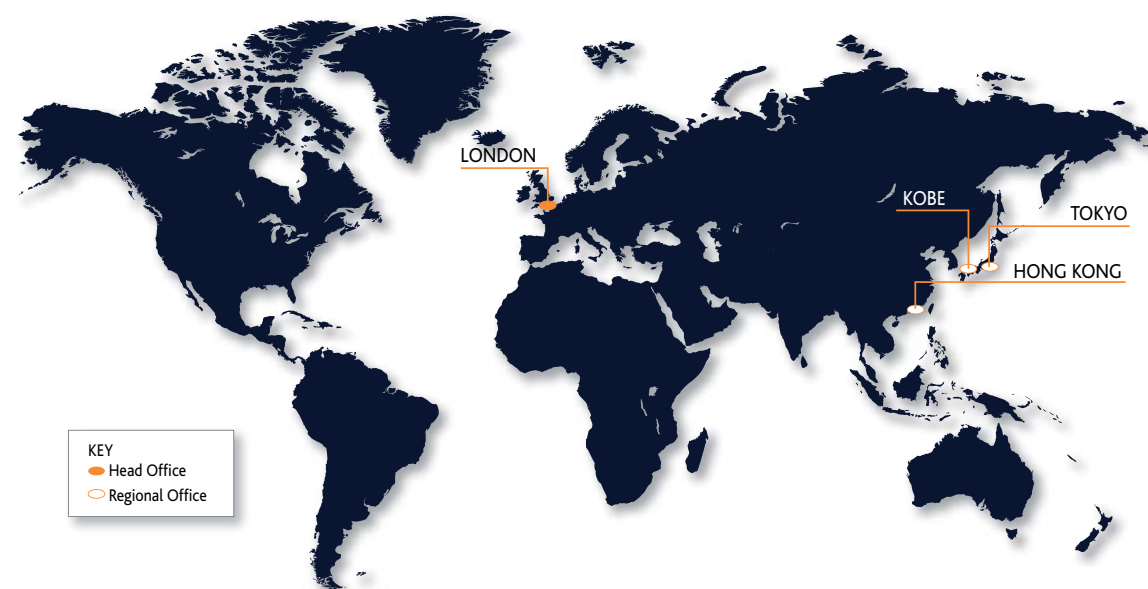 LONDON
KOBE
TOKYO
HONG KONG
KEY
Head Office
Regional Office